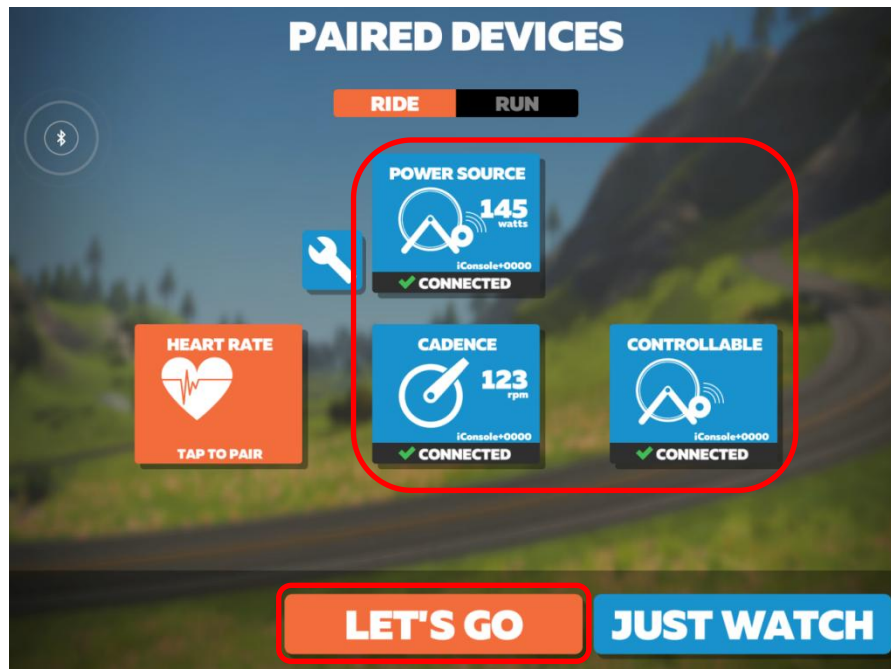 PAIRED DEVICES
RIDE RUN
POWER SOURCE
145
watts
iConsole+0000
CONNECTED
HEART RATE
TAP TO PAIR
CADENCE
123
rpm
iConsole+0000
CONNECTED
CONTROLLABLE
iConsole+0000
CONNECTED
LET'S GO
JUST WATCH